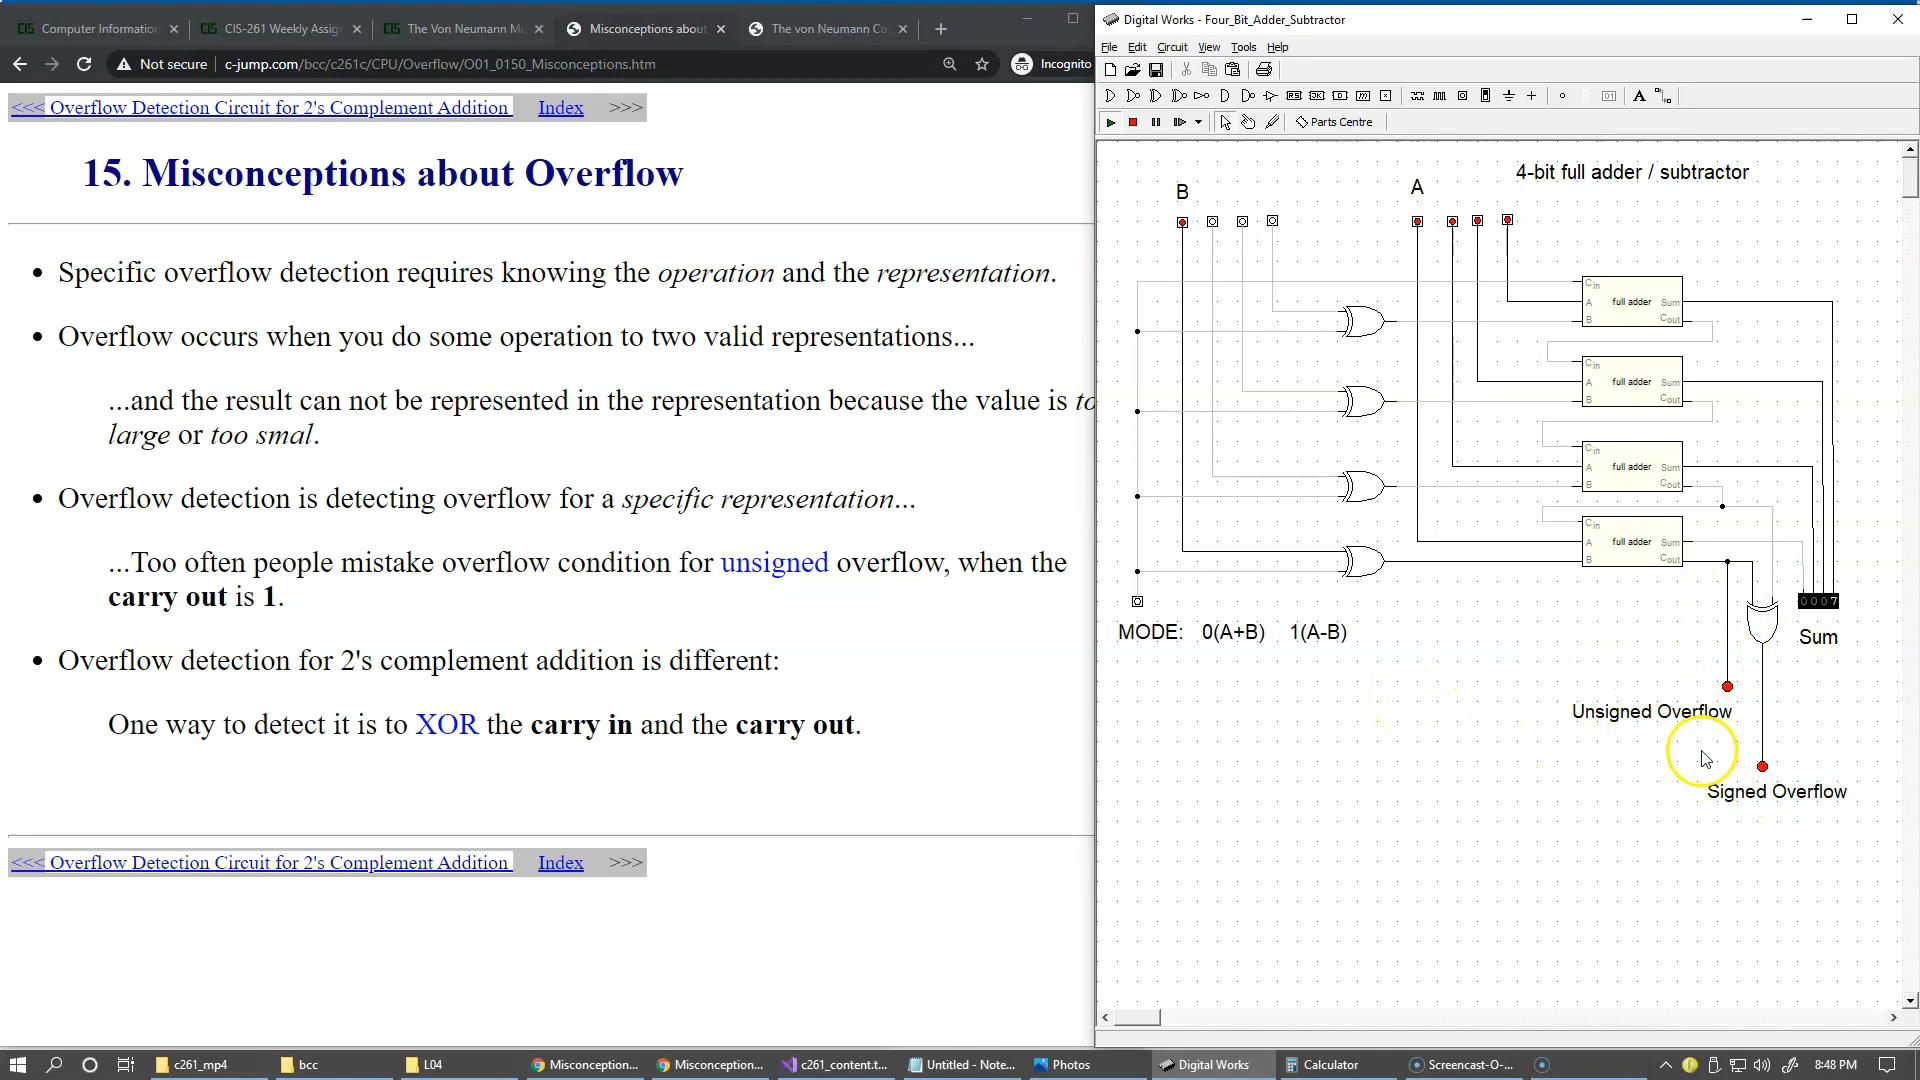 Computer Information
CIS-261 Weekly Assig
The Von Neumann M
Misconceptions about
The von Neumann Co
Not secure
c-jump.com/bcc/c261c/CPU/Overflow/O01_0150_Misconceptions.htm
Incognito
<<< Overflow Detection Circuit for 2's Complement Addition Index >>>
15. Misconceptions about Overflow
• Specific overflow detection requires knowing the operation and the representation.
• Overflow occurs when you do some operation to two valid representations...
...and the result can not be represented in the representation because the value is to
large or too smal.
• Overflow detection is detecting overflow for a specific representation...
...Too often people mistake overflow condition for unsigned overflow, when the
carry out is 1.
• Overflow detection for 2's complement addition is different:
One way to detect it is to XOR the carry in and the carry out.
<<< Overflow Detection Circuit for 2's Complement Addition Index >>>
Digital Works - Four_Bit_Adder_Subtractor
File Edit Circuit View Tools Help
Parts Centre
4-bit full adder / subtractor
B
A
Cin
A full adder Sum
B Cout
Cin
A full adder Sum
B Cout
Cin
A full adder Sum
B Cout
Cin
A full adder Sum
B Cout
0007
MODE: 0(A+B) 1(A-B)
Sum
Unsigned Overflow
Signed Overflow
c261_mp4
bcc
L04
Misconception...
Misconception...
c261_content.t...
Untitled - Note...
Photos
Digital Works
Calculator
Screencast-O-...
8:48 PM